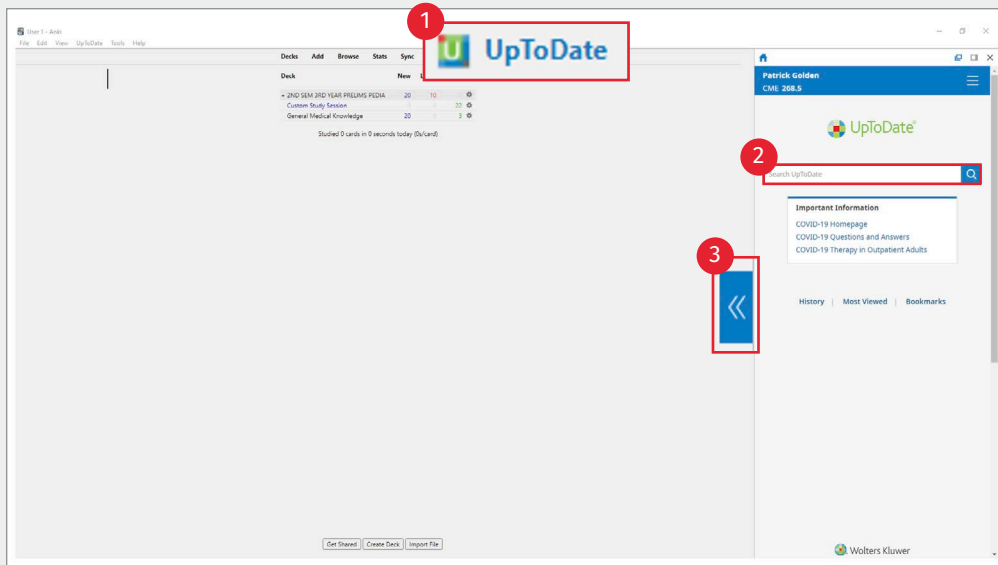 User 1 - Anki
File Edit View UpToDate Tools Help
Decks Add Browse Stats Sync
1
UpToDate
Deck New
2ND SEM 3RD YEAR PRELIMS PEDIA 20 10
Custom Study Session 0 0 22
General Medical Knowledge 20 0 3
Studied 0 cards in 0 seconds today (0s/card)
Patrick Golden
CME 268.5
UpToDate®
2
Search UpToDate
Important Information
COVID-19 Homepage
COVID-19 Questions and Answers
COVID-19 Therapy in Outpatient Adults
3
History | Most Viewed | Bookmarks
Get Shared Create Deck Import File
Wolters Kluwer